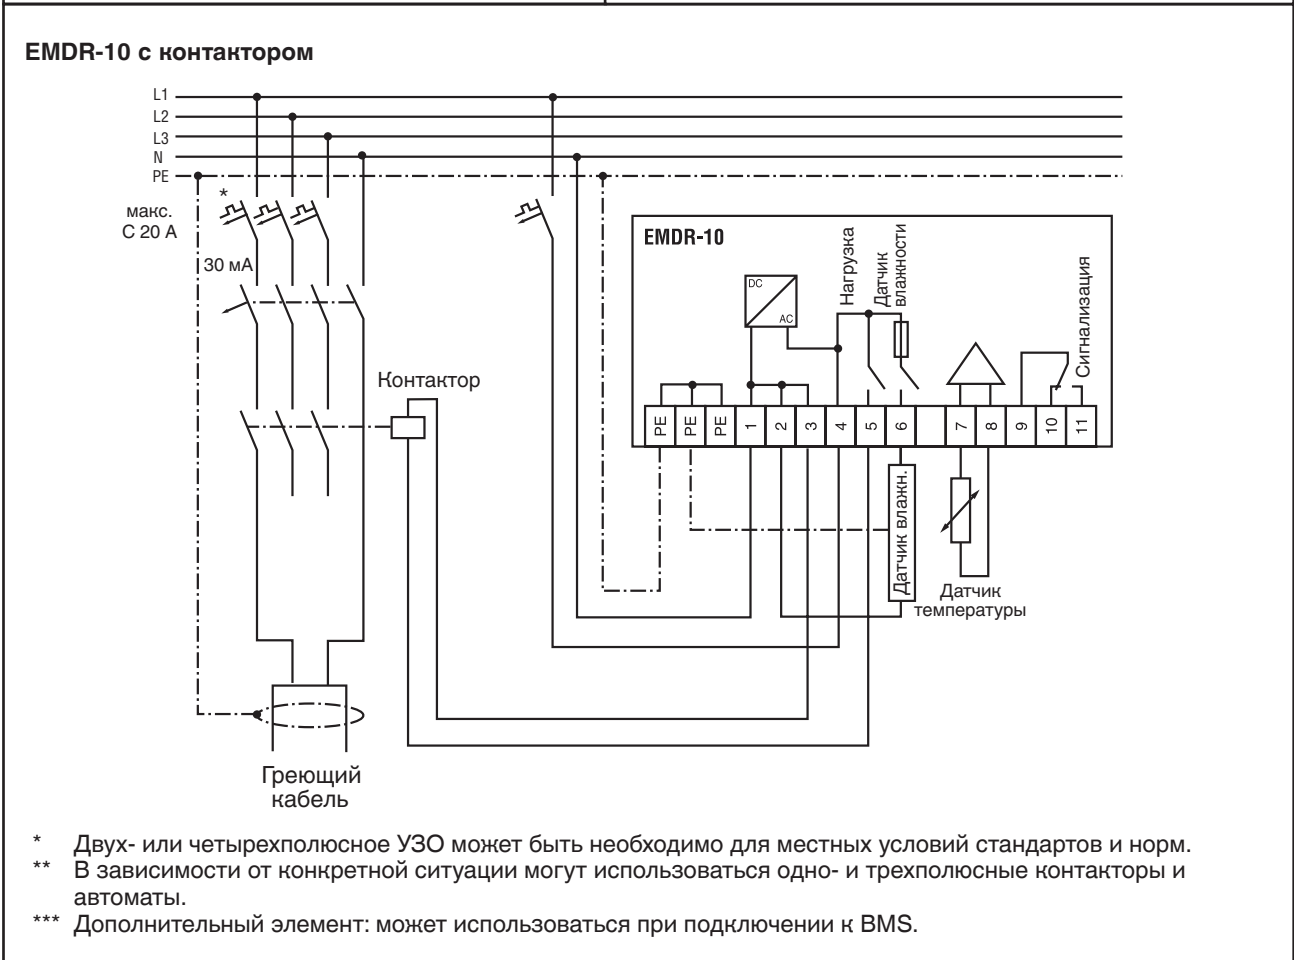 EMDR-10 с контактором
L1
L2
L3
N
PE
*
макс.
C 20 А
30 мА
Контактор
EMDR-10
DC
AC
Нагрузка
Датчик
влажности
Сигнализация
PE
PE
PE
1
2
3
4
5
6
7
8
9
10
11
Датчик влажн.
Датчик
температуры
Греющий
кабель
* Двух- или четырехполюсное УЗО может быть необходимо для местных условий стандартов и норм.
** В зависимости от конкретной ситуации могут использоваться одно- и трехполюсные контакторы и
автоматы.
*** Дополнительный элемент: может использоваться при подключении к BMS.